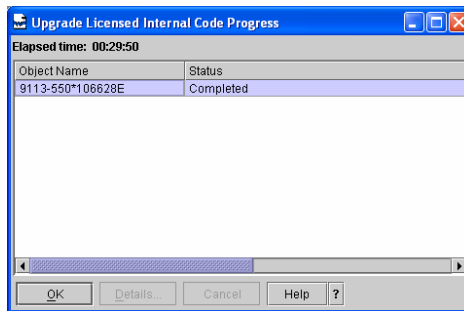 Upgrade Licensed Internal Code Progress
Elapsed time: 00:29:50
Object Name Status
9113-550*106628E Completed
OK Details... Cancel Help ?